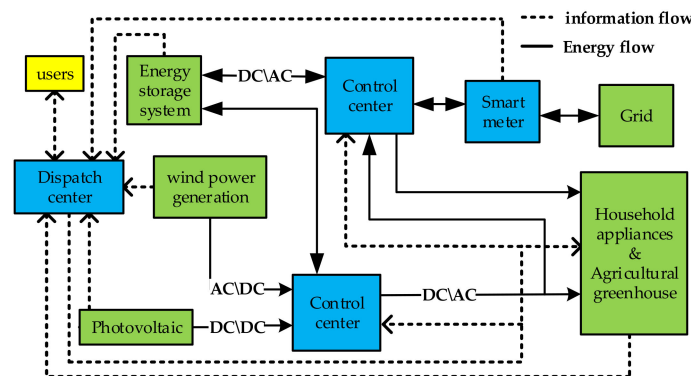 information flow
Energy flow
users
Energy
storage
system
DC\AC
Control
center
Smart
meter
Grid
Dispatch
center
wind power
generation
Household
appliances
&
Agricultural
greenhouse
AC\DC
Control
center
DC\AC
Photovoltaic
DC\DC